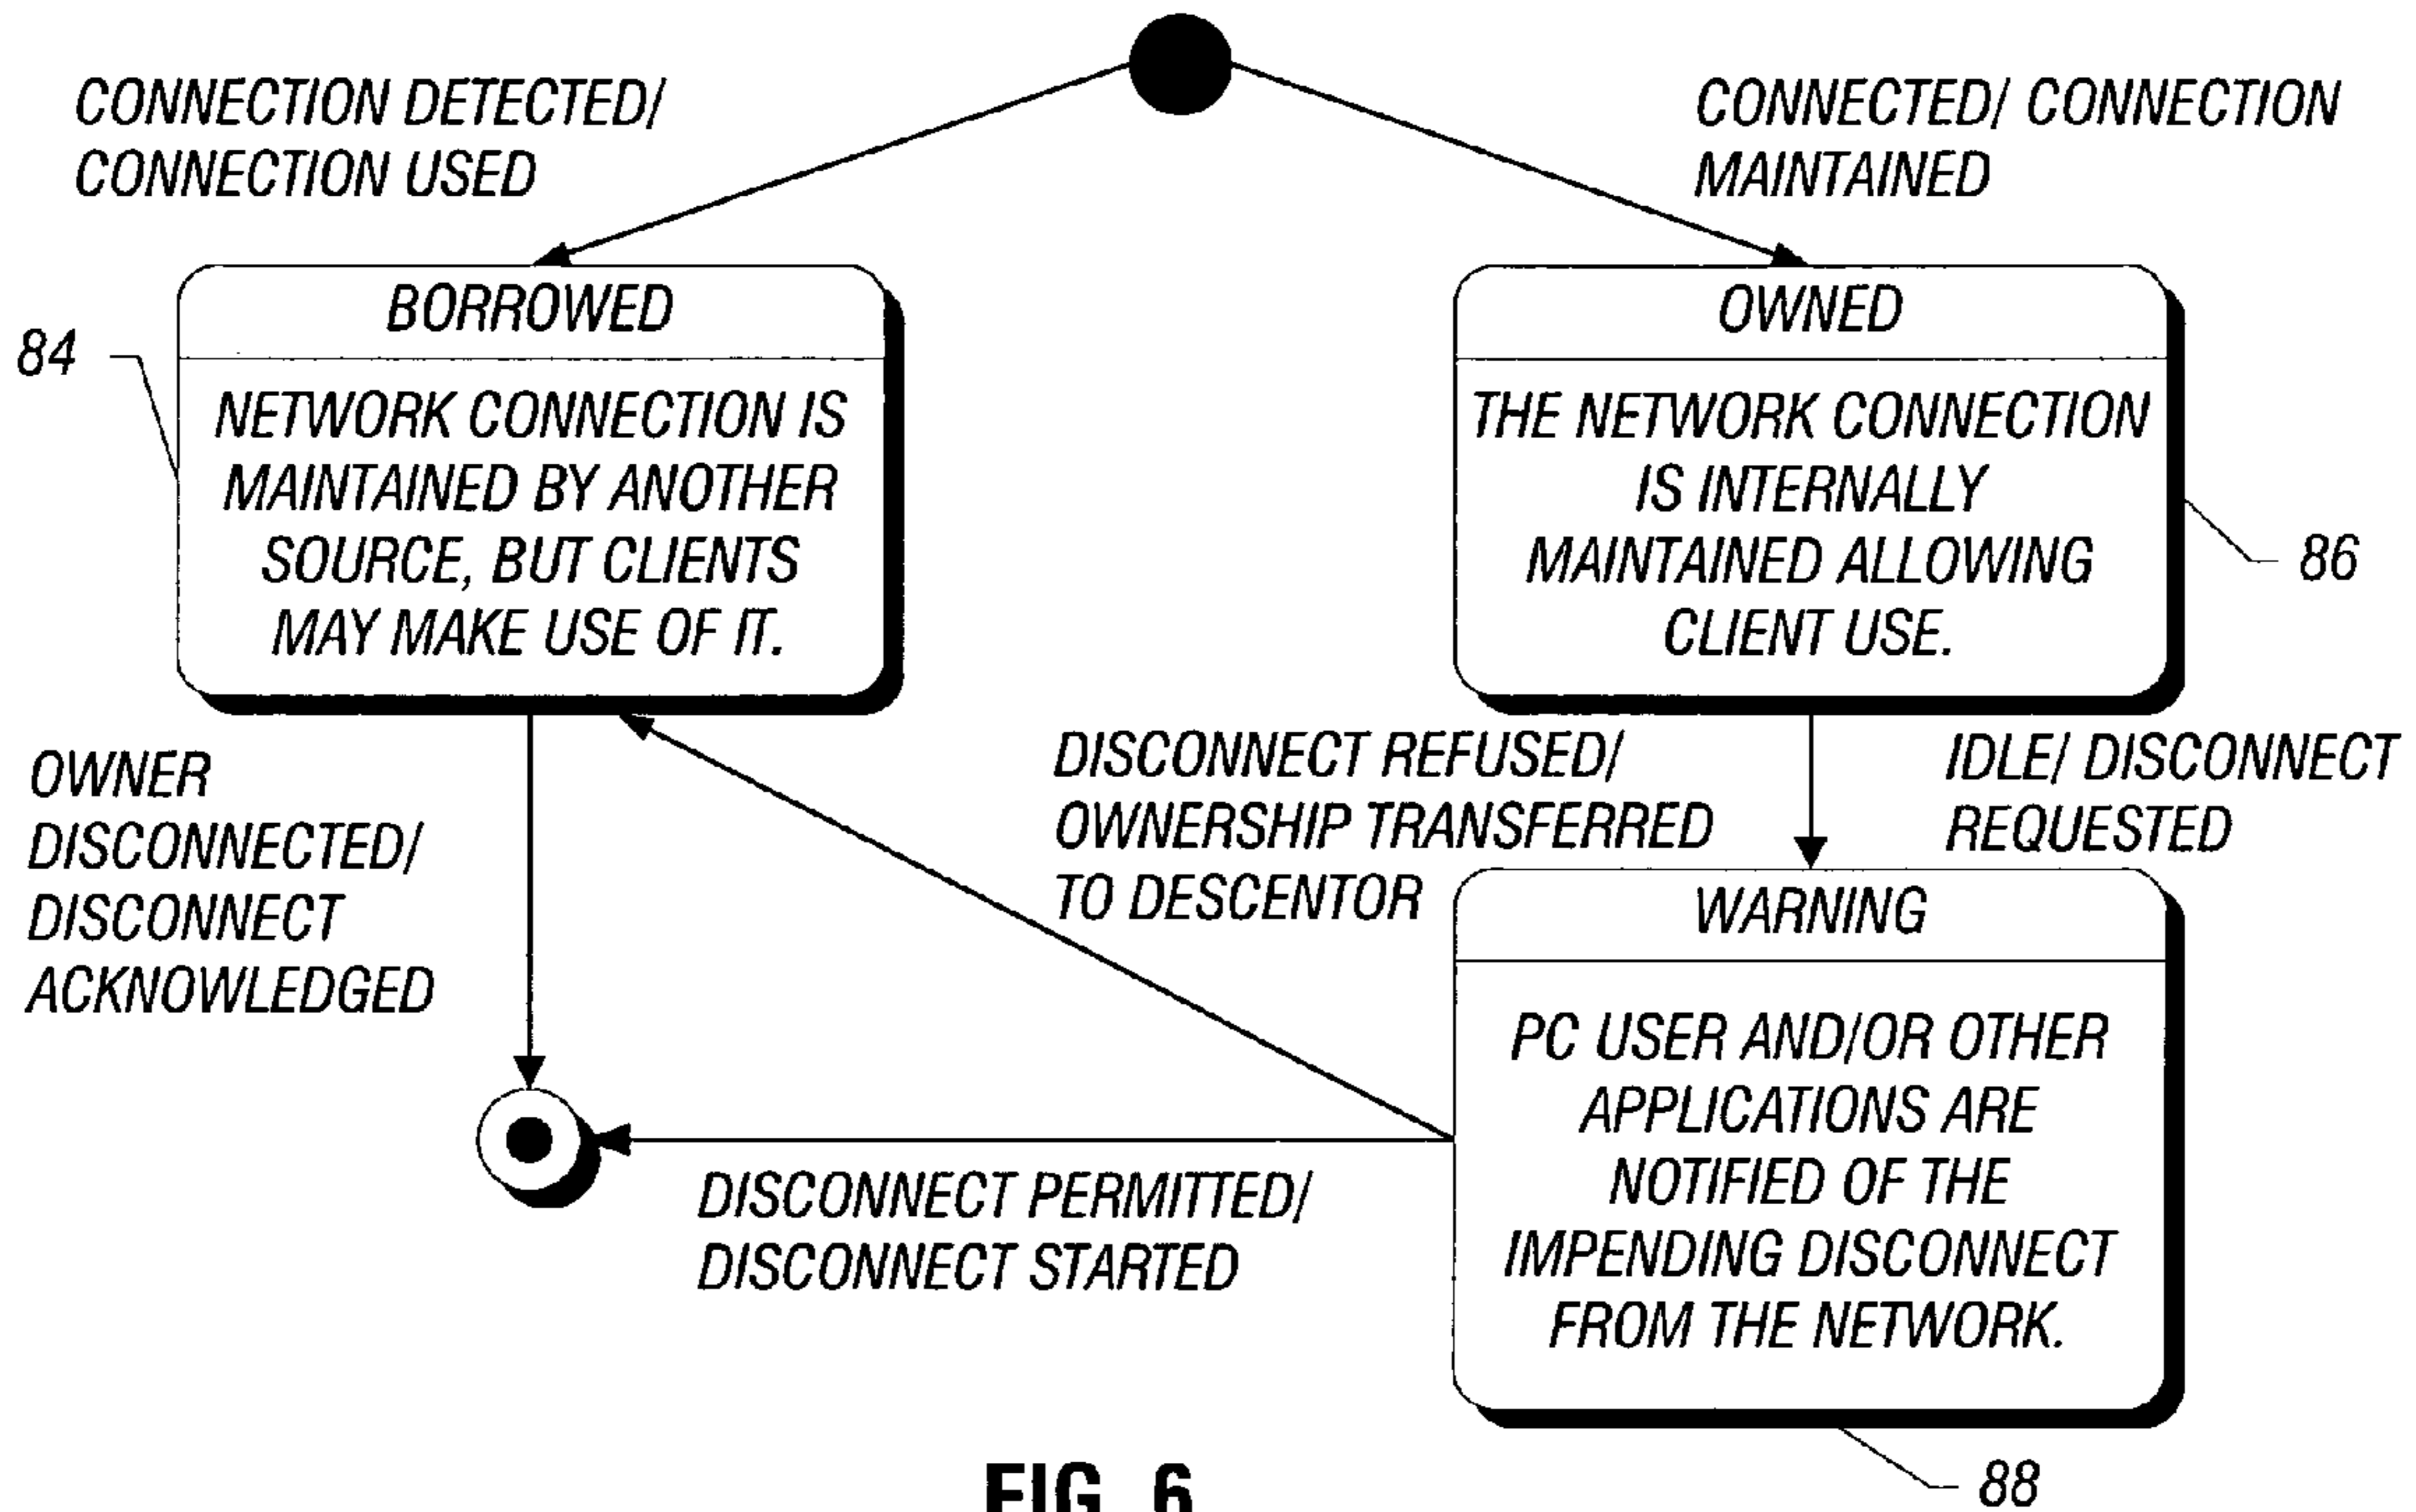 CONNECTION DETECTED/
CONNECTION USED
CONNECTED/ CONNECTION
MAINTAINED
BORROWED
84
NETWORK CONNECTION IS
MAINTAINED BY ANOTHER
SOURCE, BUT CLIENTS
MAY MAKE USE OF IT.
OWNED
THE NETWORK CONNECTION
IS INTERNALLY
MAINTAINED ALLOWING
CLIENT USE.
86
OWNER
DISCONNECTED/
DISCONNECT
ACKNOWLEDGED
DISCONNECT REFUSED/
OWNERSHIP TRANSFERRED
TO DESCENTOR
IDLE/ DISCONNECT
REQUESTED
WARNING
PC USER AND/OR OTHER
APPLICATIONS ARE
NOTIFIED OF THE
IMPENDING DISCONNECT
FROM THE NETWORK.
DISCONNECT PERMITTED/
DISCONNECT STARTED
88
FIG. 6